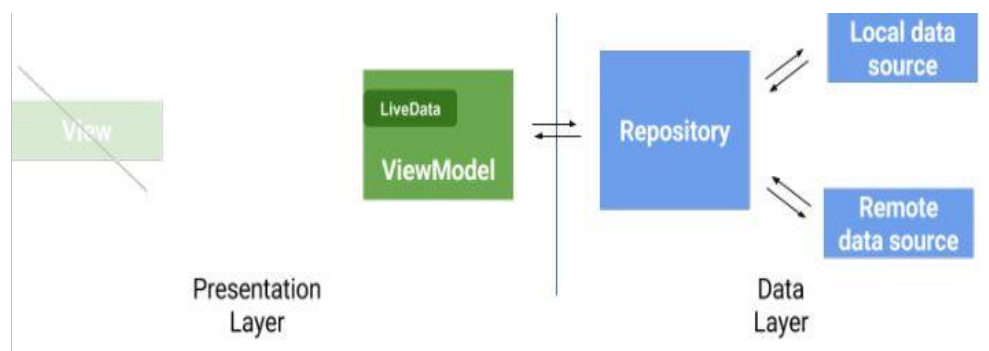 View
LiveData
ViewModel
Repository
Local data
source
Remote
data source
Presentation
Layer
Data
Layer